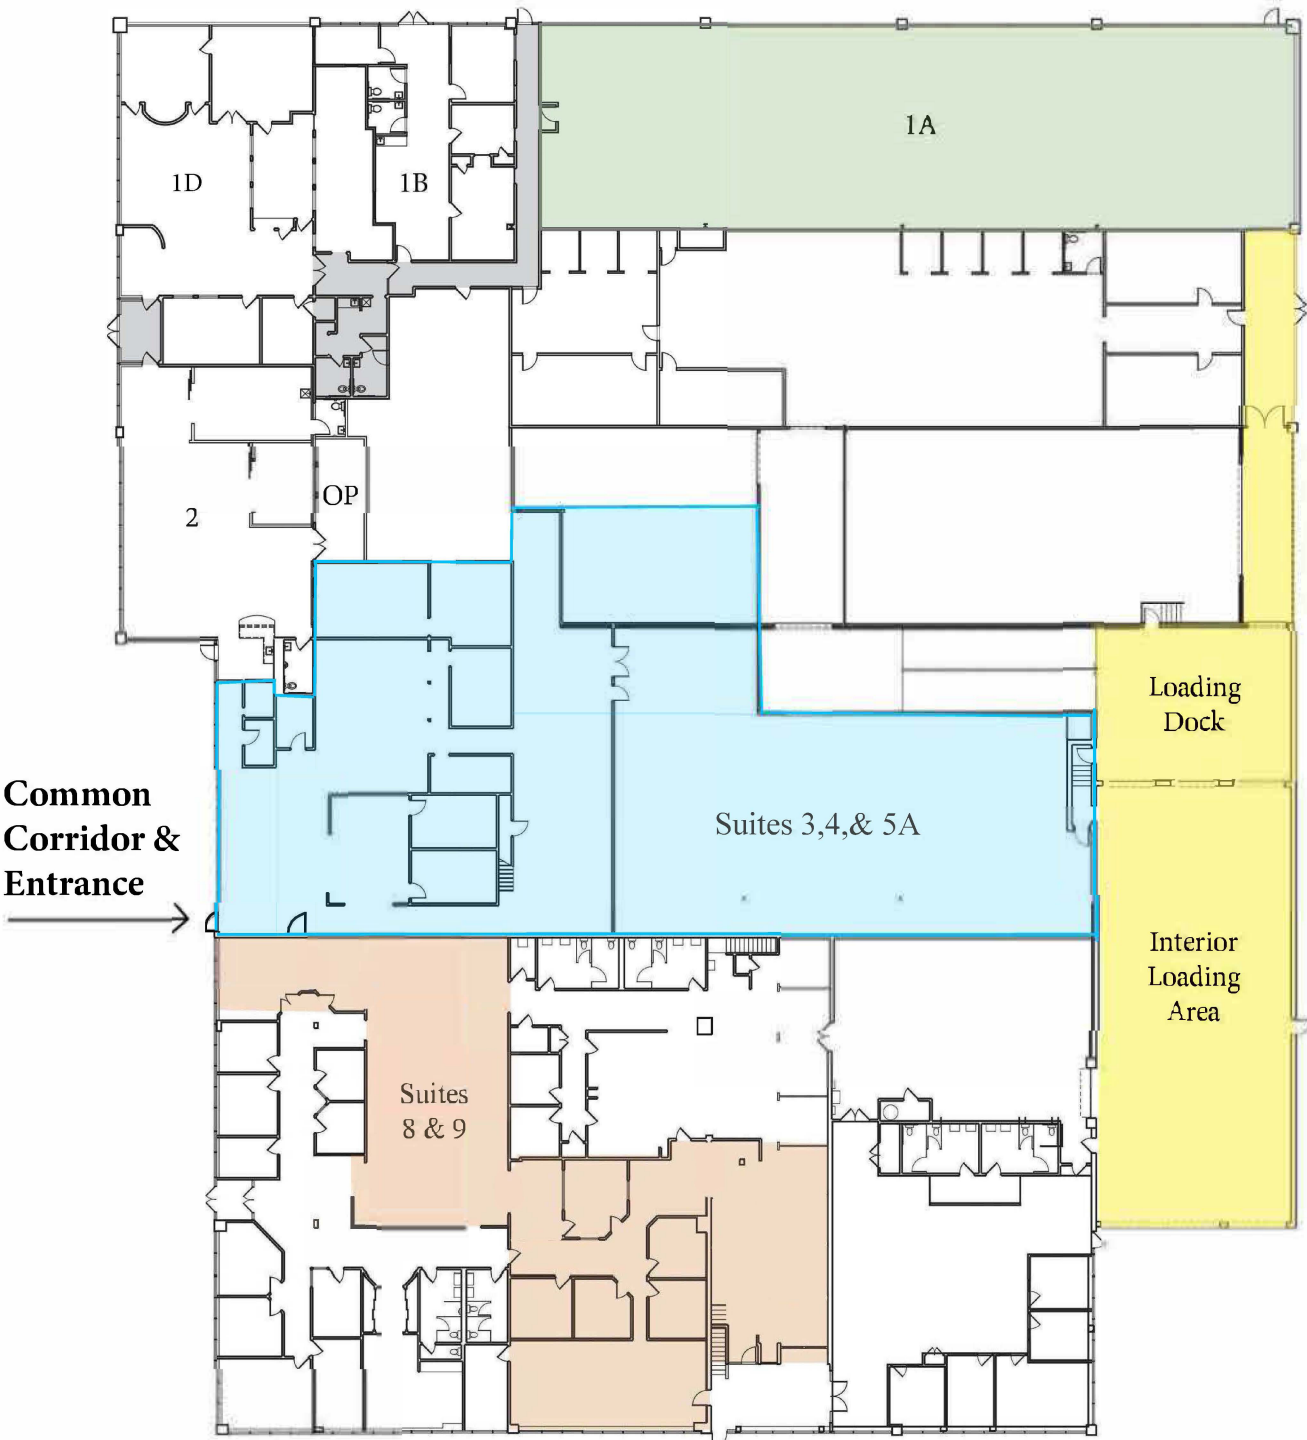 1A
1D
1B
OP
2
Loading
Dock
Common
Corridor &
Entrance
Suites 3,4,& 5A
Interior
Loading
Area
Suites
8 & 9